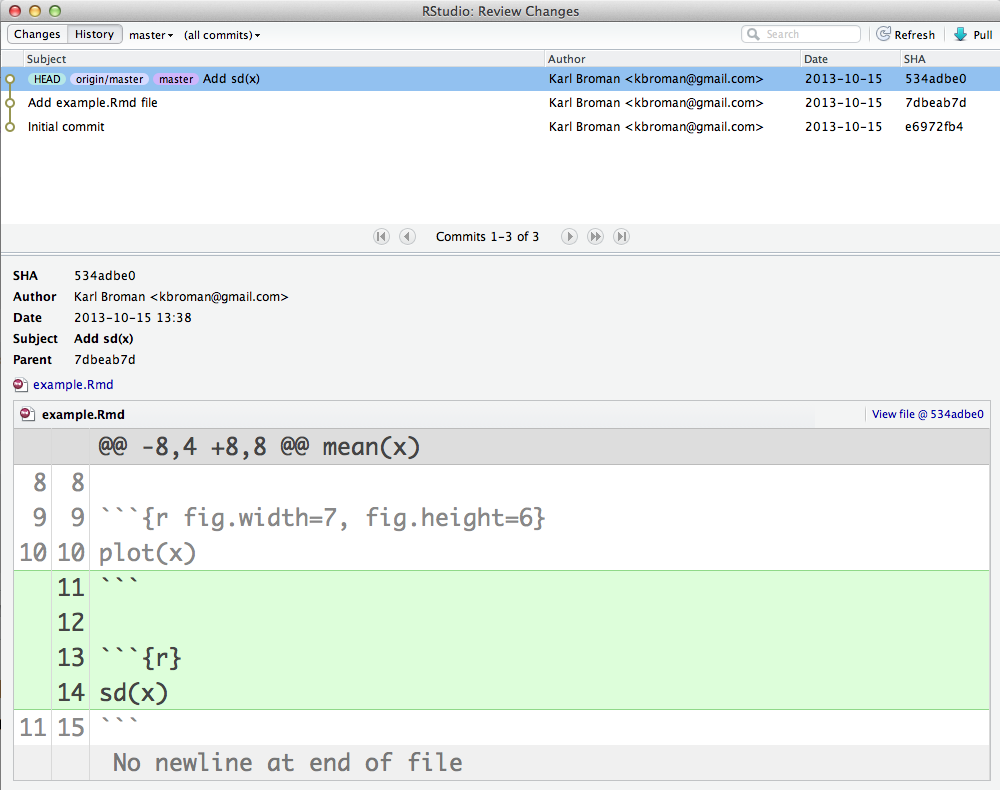 RStudio: Review Changes
Changes History master (all commits) Search Refresh Pull
Subject Author Date SHA
HEAD origin/master master Add sd(x) Karl Broman <kbroman@gmail.com> 2013-10-15 534adbe0
Add example.Rmd file Karl Broman <kbroman@gmail.com> 2013-10-15 7dbeab7d
Initial commit Karl Broman <kbroman@gmail.com> 2013-10-15 e6972fb4
Commits 1-3 of 3
SHA 534adbe0
Author Karl Broman <kbroman@gmail.com>
Date 2013-10-15 13:38
Subject Add sd(x)
Parent 7dbeab7d
example.Rmd
example.Rmd View file @ 534adbe0
@@ -8,4 +8,8 @@ mean(x)
8 8
9 9 ```{r fig.width=7, fig.height=6}
10 10 plot(x)
11 ```
12
13 ```{r}
14 sd(x)
11 15 ```
No newline at end of file